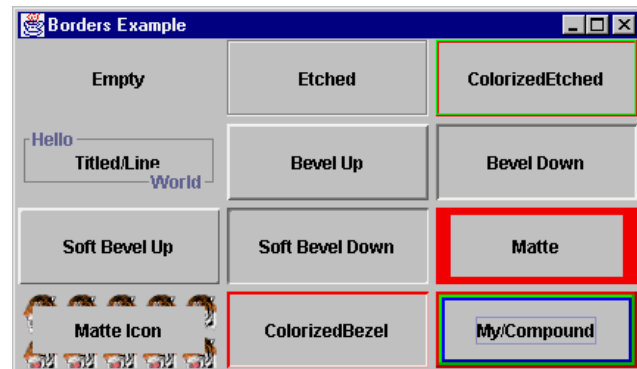 Borders Example
Empty Etched ColorizedEtched
Hello
Titled/Line Bevel Up Bevel Down
World
Soft Bevel Up Soft Bevel Down Matte
Matte Icon ColorizedBezel My/Compound